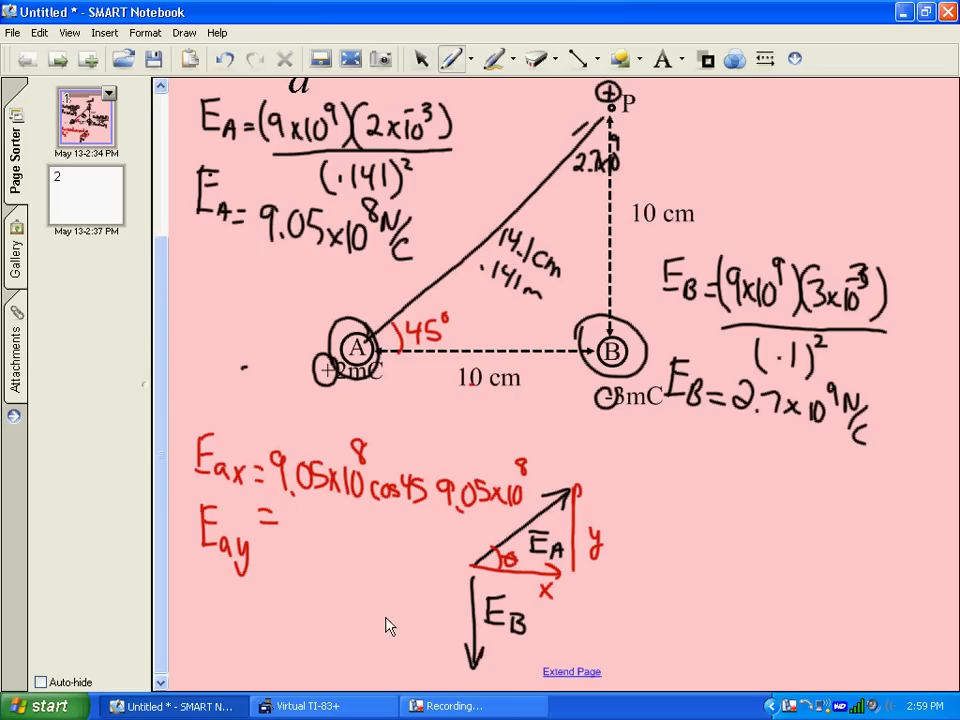 Untitled * - SMART Notebook
File Edit View Insert Format Draw Help
Page Sorter
Gallery
Attachments
1
May 13-2:34 PM
2
May 13-2:37 PM
Auto-hide
a
E_A = (9x10^9)(2x10^-3)
(.141)^2
E_A = 9.05x10^8 N/C
+
P
2.7x10^9
10 cm
14.1cm
.141m
45°
A
+2mC
10 cm
B
-3mC
E_B = (9x10^9)(3x10^-3)
(.1)^2
E_B = 2.7x10^9 N/C
E_ax = 9.05x10^8 cos45 9.05x10^8
E_ay =
E_A
θ
x
y
E_B
Extend Page
start
Untitled * - SMART N...
Virtual TI-83+
Recording...
2:59 PM